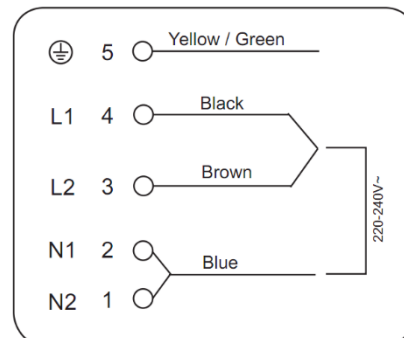 5 Yellow / Green
L1 4 Black
L2 3 Brown
N1 2
Blue
N2 1
220-240V~